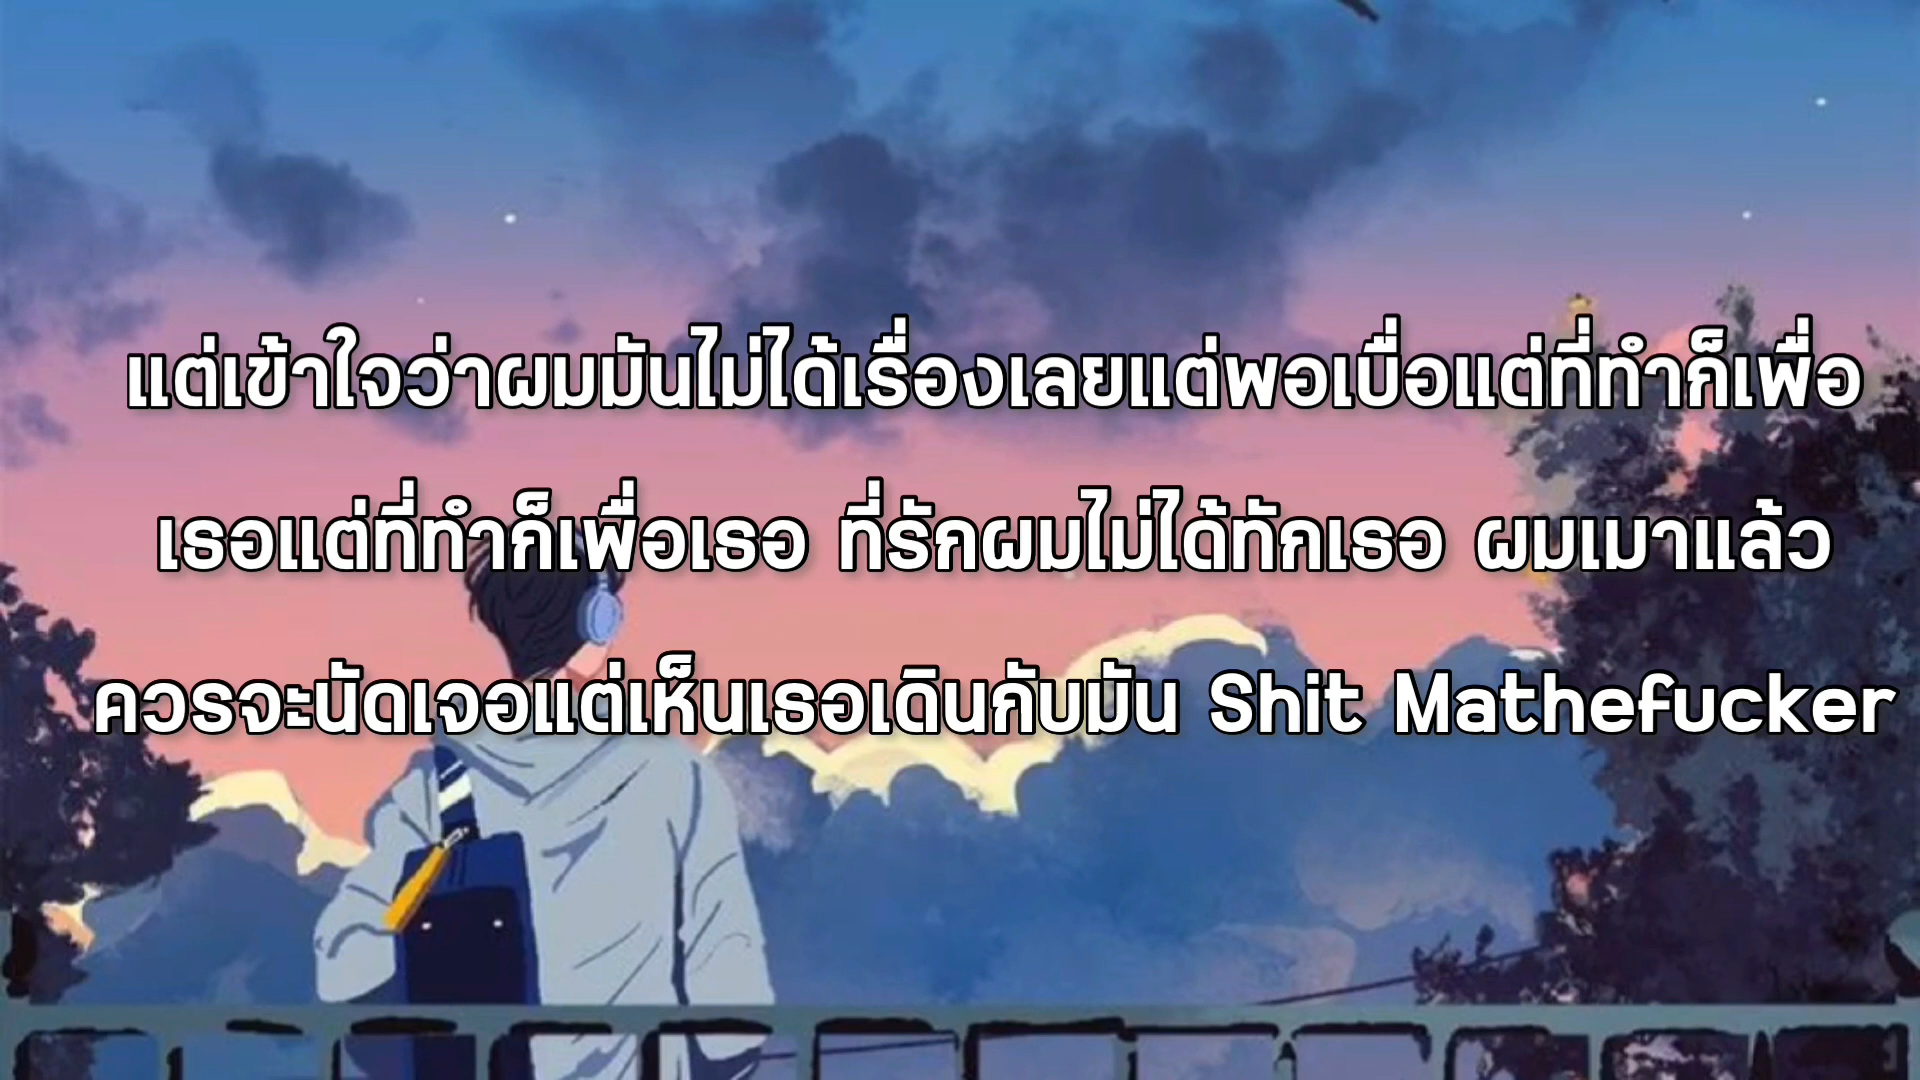 แต่เข้าใจว่าผมมันไม่ได้เรื่องเลยแต่พอเบื่อแต่ที่ทำก็เพื่อ
เธอแต่ที่ทำก็เพื่อเธอ ที่รักผมไม่ได้ทักเธอ ผมเมาแล้ว
ควรจะนัดเจอแต่เห็นเธอเดินกับมัน Shit Mathefucker